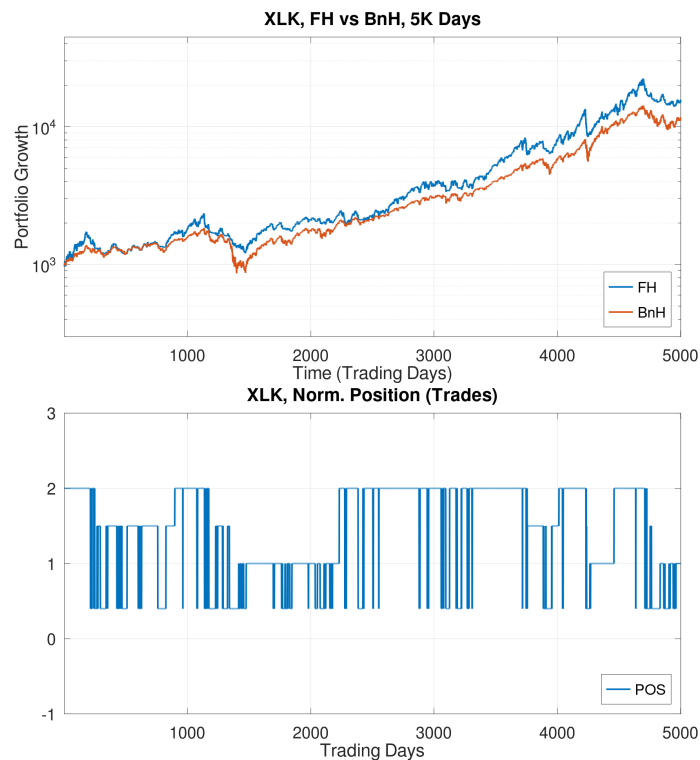 XLK, FH vs BnH, 5K Days
Portfolio Growth
10^4
10^3
FH
BnH
1000 2000 3000 4000 5000
Time (Trading Days)
XLK, Norm. Position (Trades)
3
2
1
0
-1
POS
1000 2000 3000 4000 5000
Trading Days